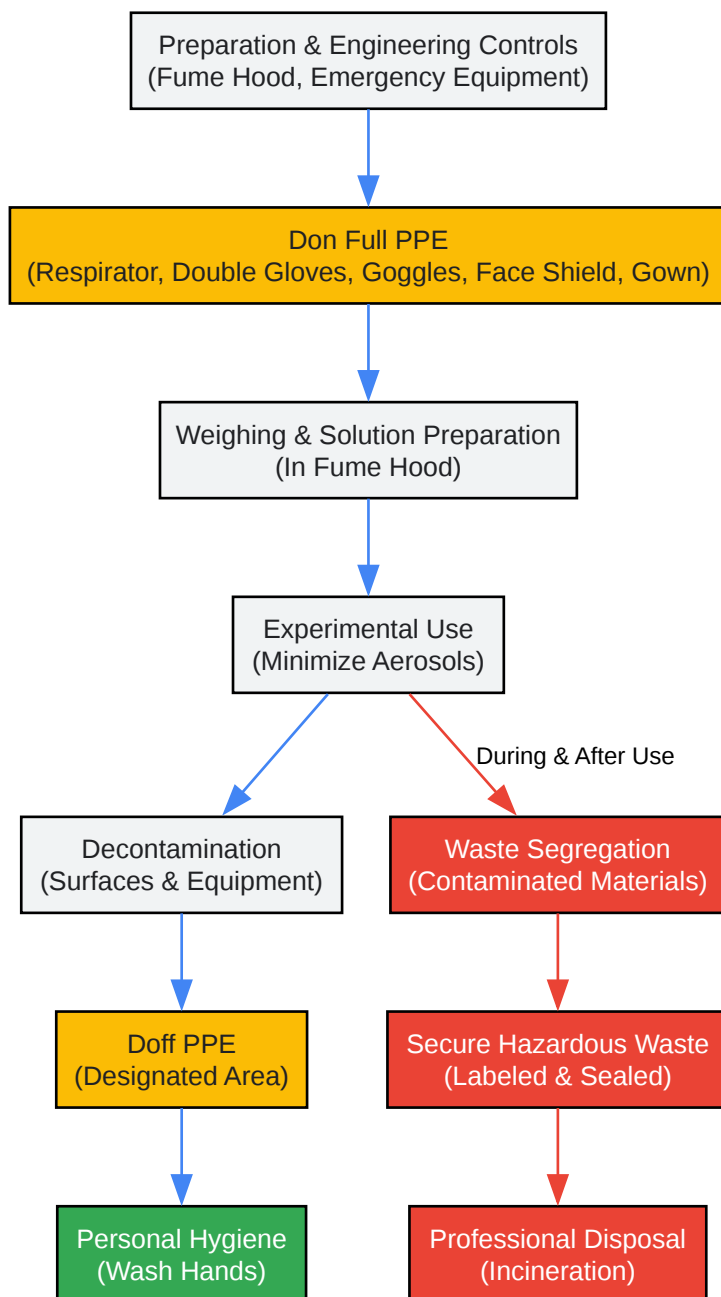 Preparation & Engineering Controls
(Fume Hood, Emergency Equipment)
Don Full PPE
(Respirator, Double Gloves, Goggles, Face Shield, Gown)
Weighing & Solution Preparation
(In Fume Hood)
Experimental Use
(Minimize Aerosols)
During & After Use
Decontamination
(Surfaces & Equipment)
Waste Segregation
(Contaminated Materials)
Doff PPE
(Designated Area)
Secure Hazardous Waste
(Labeled & Sealed)
Personal Hygiene
(Wash Hands)
Professional Disposal
(Incineration)